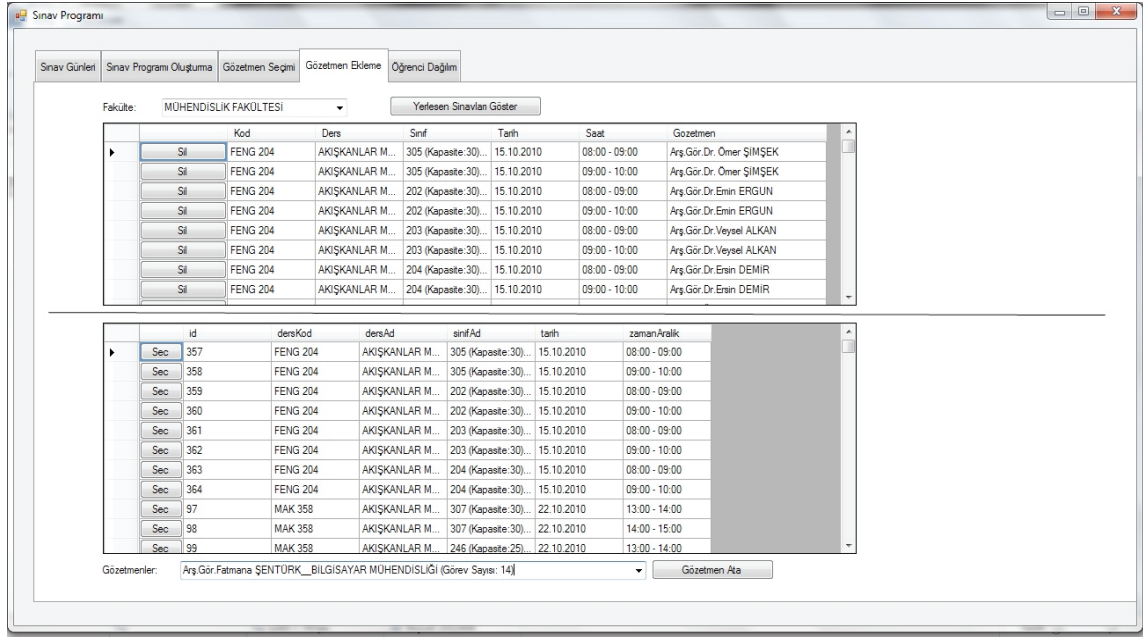 Sınav Programı
Sınav Günleri Sınav Programı Oluşturma Gözetmen Seçimi Gözetmen Ekleme Öğrenci Dağılım
Fakülte: MÜHENDİSLİK FAKÜLTESİ Yerlesen Sınavları Göster
Kod Ders Sınıf Tarih Saat Gozetmen
Sil FENG 204 AKIŞKANLAR M... 305 (Kapasite:30)... 15.10.2010 08:00 - 09:00 Arş.Gör.Dr. Ömer ŞİMŞEK
Sil FENG 204 AKIŞKANLAR M... 305 (Kapasite:30)... 15.10.2010 09:00 - 10:00 Arş.Gör.Dr. Ömer ŞİMŞEK
Sil FENG 204 AKIŞKANLAR M... 202 (Kapasite:30)... 15.10.2010 08:00 - 09:00 Arş.Gör.Dr.Emin ERGUN
Sil FENG 204 AKIŞKANLAR M... 202 (Kapasite:30)... 15.10.2010 09:00 - 10:00 Arş.Gör.Dr.Emin ERGUN
Sil FENG 204 AKIŞKANLAR M... 203 (Kapasite:30)... 15.10.2010 08:00 - 09:00 Arş.Gör.Dr.Veysel ALKAN
Sil FENG 204 AKIŞKANLAR M... 203 (Kapasite:30)... 15.10.2010 09:00 - 10:00 Arş.Gör.Dr.Veysel ALKAN
Sil FENG 204 AKIŞKANLAR M... 204 (Kapasite:30)... 15.10.2010 08:00 - 09:00 Arş.Gör.Dr.Ersin DEMİR
Sil FENG 204 AKIŞKANLAR M... 204 (Kapasite:30)... 15.10.2010 09:00 - 10:00 Arş.Gör.Dr.Ersin DEMİR
id dersKod dersAd sinifAd tarih zamanAralik
Sec 357 FENG 204 AKIŞKANLAR M... 305 (Kapasite:30)... 15.10.2010 08:00 - 09:00
Sec 358 FENG 204 AKIŞKANLAR M... 305 (Kapasite:30)... 15.10.2010 09:00 - 10:00
Sec 359 FENG 204 AKIŞKANLAR M... 202 (Kapasite:30)... 15.10.2010 08:00 - 09:00
Sec 360 FENG 204 AKIŞKANLAR M... 202 (Kapasite:30)... 15.10.2010 09:00 - 10:00
Sec 361 FENG 204 AKIŞKANLAR M... 203 (Kapasite:30)... 15.10.2010 08:00 - 09:00
Sec 362 FENG 204 AKIŞKANLAR M... 203 (Kapasite:30)... 15.10.2010 09:00 - 10:00
Sec 363 FENG 204 AKIŞKANLAR M... 204 (Kapasite:30)... 15.10.2010 08:00 - 09:00
Sec 364 FENG 204 AKIŞKANLAR M... 204 (Kapasite:30)... 15.10.2010 09:00 - 10:00
Sec 97 MAK 358 AKIŞKANLAR M... 307 (Kapasite:30)... 22.10.2010 13:00 - 14:00
Sec 98 MAK 358 AKIŞKANLAR M... 307 (Kapasite:30)... 22.10.2010 14:00 - 15:00
Sec 99 MAK 358 AKIŞKANLAR M... 246 (Kapasite:25)... 22.10.2010 13:00 - 14:00
Gözetmenler: Arş.Gör.Fatmana ŞENTÜRK__BİLGİSAYAR MÜHENDİSLİĞİ (Görev Sayısı: 14) Gözetmen Ata